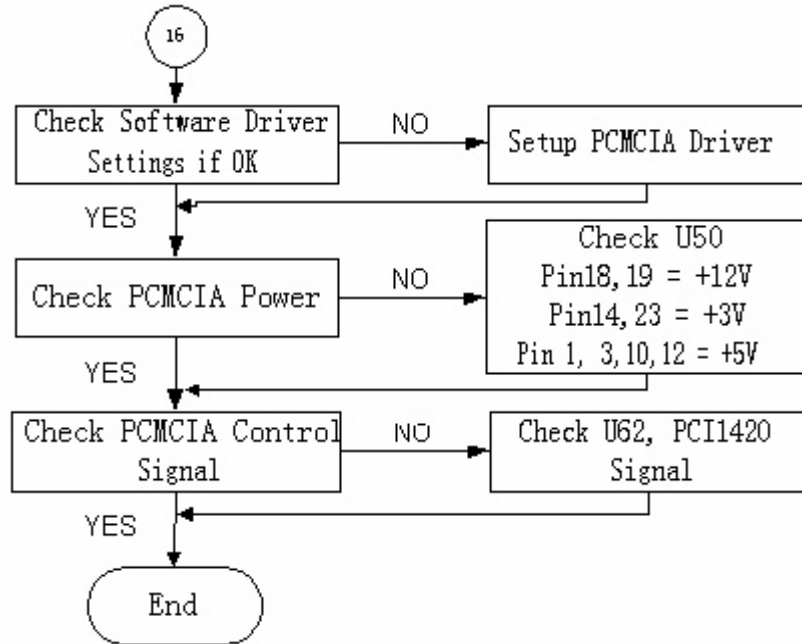 16
Check Software Driver
Settings if OK
NO
Setup PCMCIA Driver
YES
Check PCMCIA Power
NO
Check U50
Pin18, 19 = +12V
Pin14, 23 = +3V
Pin 1, 3,10,12 = +5V
YES
Check PCMCIA Control
Signal
NO
Check U62, PCI1420
Signal
YES
End